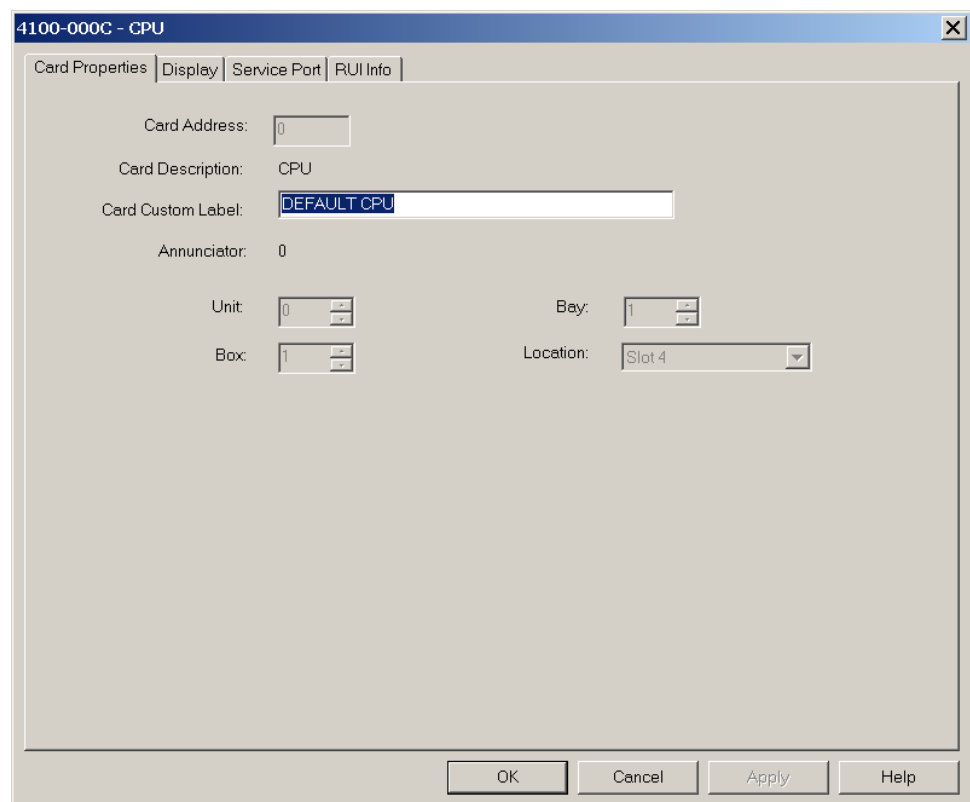 4100-000C - CPU
Card Properties Display Service Port RUI Info
Card Address: 0
Card Description: CPU
Card Custom Label: DEFAULT CPU
Annunciator: 0
Unit: 0 Bay: 1
Box: 1 Location: Slot 4
OK Cancel Apply Help